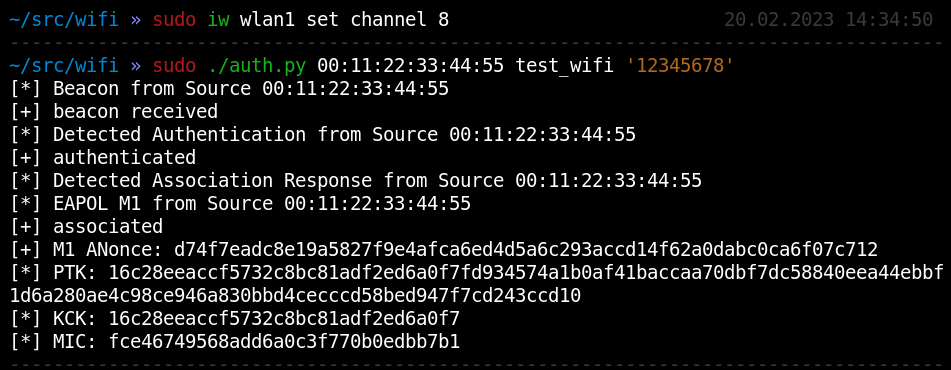 ~/src/wifi » sudo iw wlan1 set channel 8 20.02.2023 14:34:50
~/src/wifi » sudo ./auth.py 00:11:22:33:44:55 test_wifi '12345678'
[*] Beacon from Source 00:11:22:33:44:55
[+] beacon received
[*] Detected Authentication from Source 00:11:22:33:44:55
[+] authenticated
[*] Detected Association Response from Source 00:11:22:33:44:55
[*] EAPOL M1 from Source 00:11:22:33:44:55
[+] associated
[+] M1 ANonce: d74f7eadc8e19a5827f9e4afca6ed4d5a6c293accd14f62a0dabc0ca6f07c712
[*] PTK: 16c28eeaccf5732c8bc81adf2ed6a0f7fd934574a1b0af41baccaa70dbf7dc58840eea44ebbf
1d6a280ae4c98ce946a830bbd4cecccd58bed947f7cd243ccd10
[*] KCK: 16c28eeaccf5732c8bc81adf2ed6a0f7
[*] MIC: fce46749568add6a0c3f770b0edbb7b1